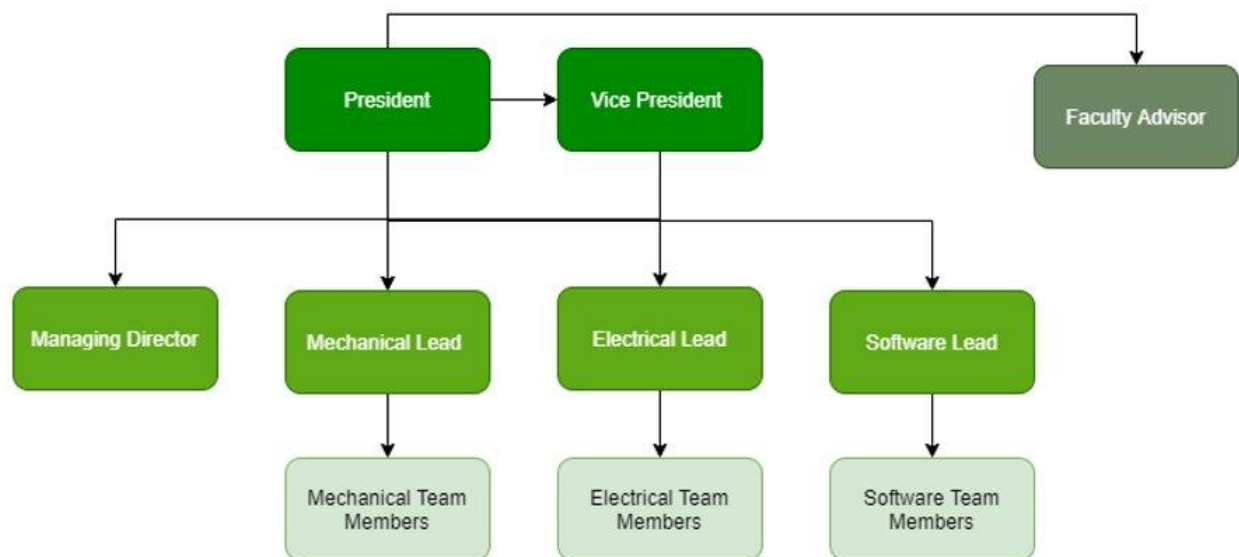 President
Vice President
Faculty Advisor
Managing Director
Mechanical Lead
Electrical Lead
Software Lead
Mechanical Team
Members
Electrical Team
Members
Software Team
Members